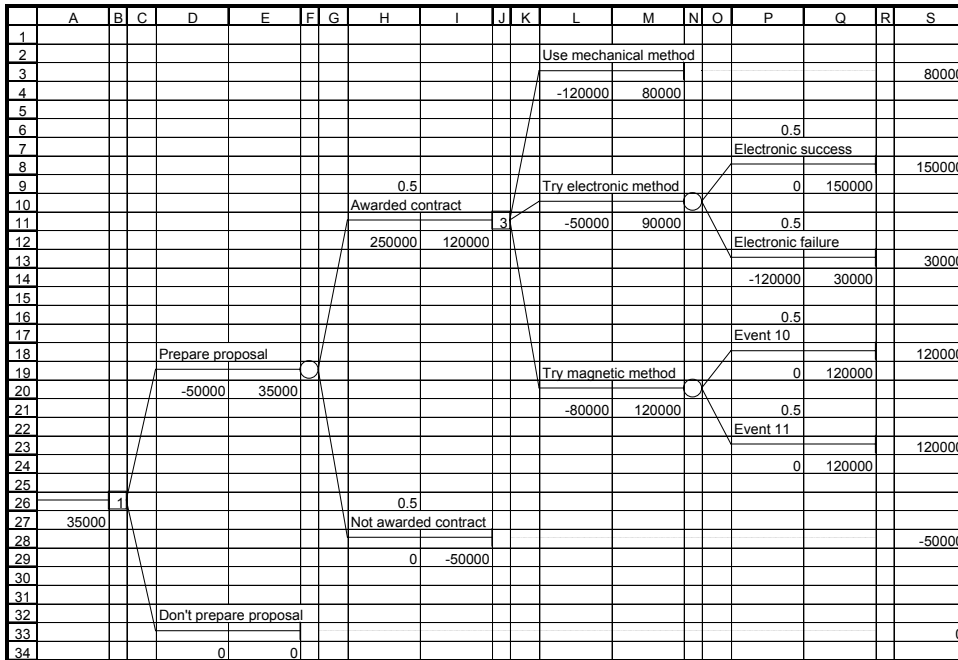 A B C D E F G H I J K L M N O P Q R S
1
2 Use mechanical method
3 80000
4 -120000 80000
5
6 0.5
7 Electronic success
8 150000
9 0.5 Try electronic method 0 150000
10 Awarded contract
11 3 -50000 90000 0.5
12 250000 120000 Electronic failure
13 30000
14 -120000 30000
15
16 0.5
17 Event 10
18 Prepare proposal 120000
19 Try magnetic method 0 120000
20 -50000 35000
21 -80000 120000 0.5
22 Event 11
23 120000
24 0 120000
25
26 1 0.5
27 35000 Not awarded contract
28 -50000
29 0 -50000
30
31
32 Don't prepare proposal
33 0
34 0 0